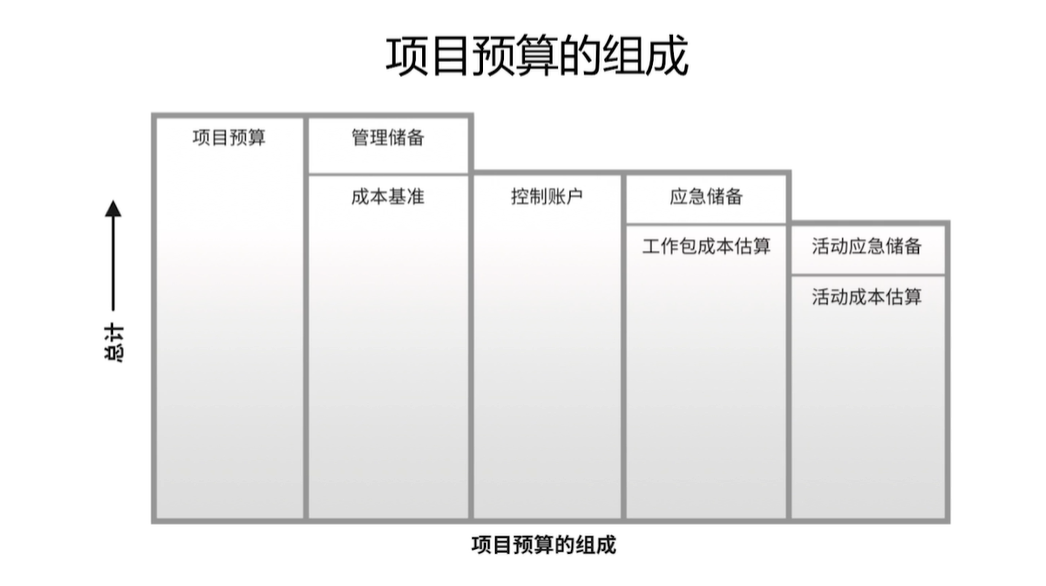 项目预算的组成
项目预算
管理储备
成本基准
控制账户
应急储备
工作包成本估算
活动应急储备
活动成本估算
总计
项目预算的组成